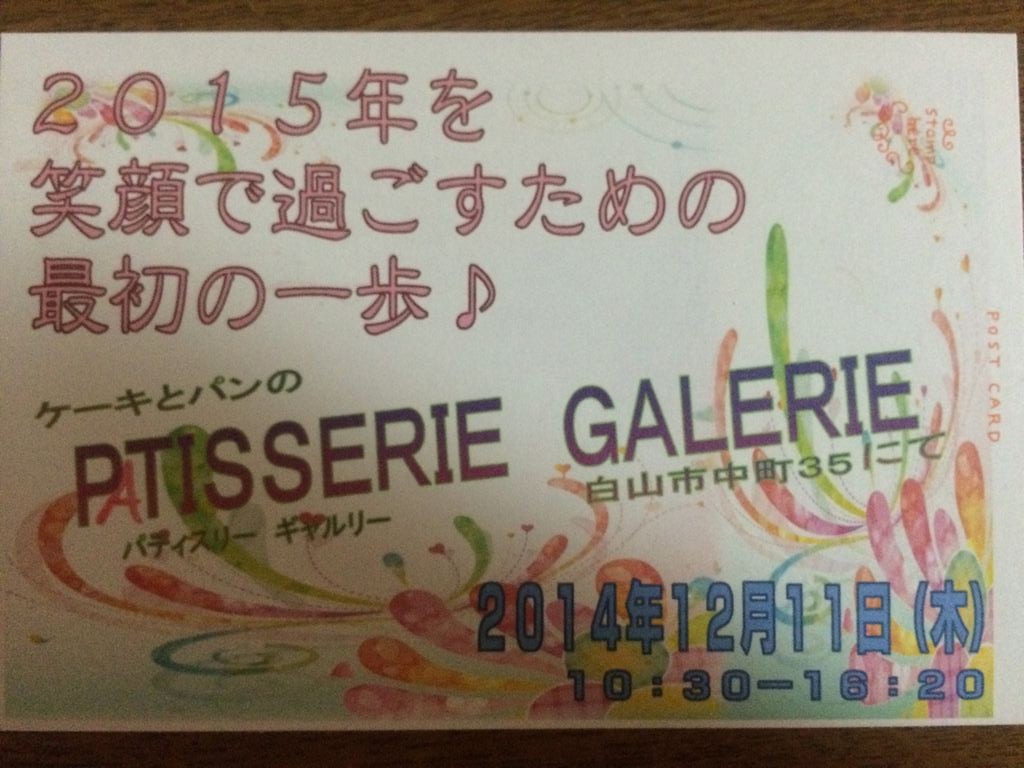 2015年を
笑顔で過ごすための
最初の一歩♪
ケーキとパンの
PATISSERIE GALERIE
パティスリー ギャルリー
白山市中町35にて
2014年12月11日(木)
10:30-16:20
stamp
here
POST CARD